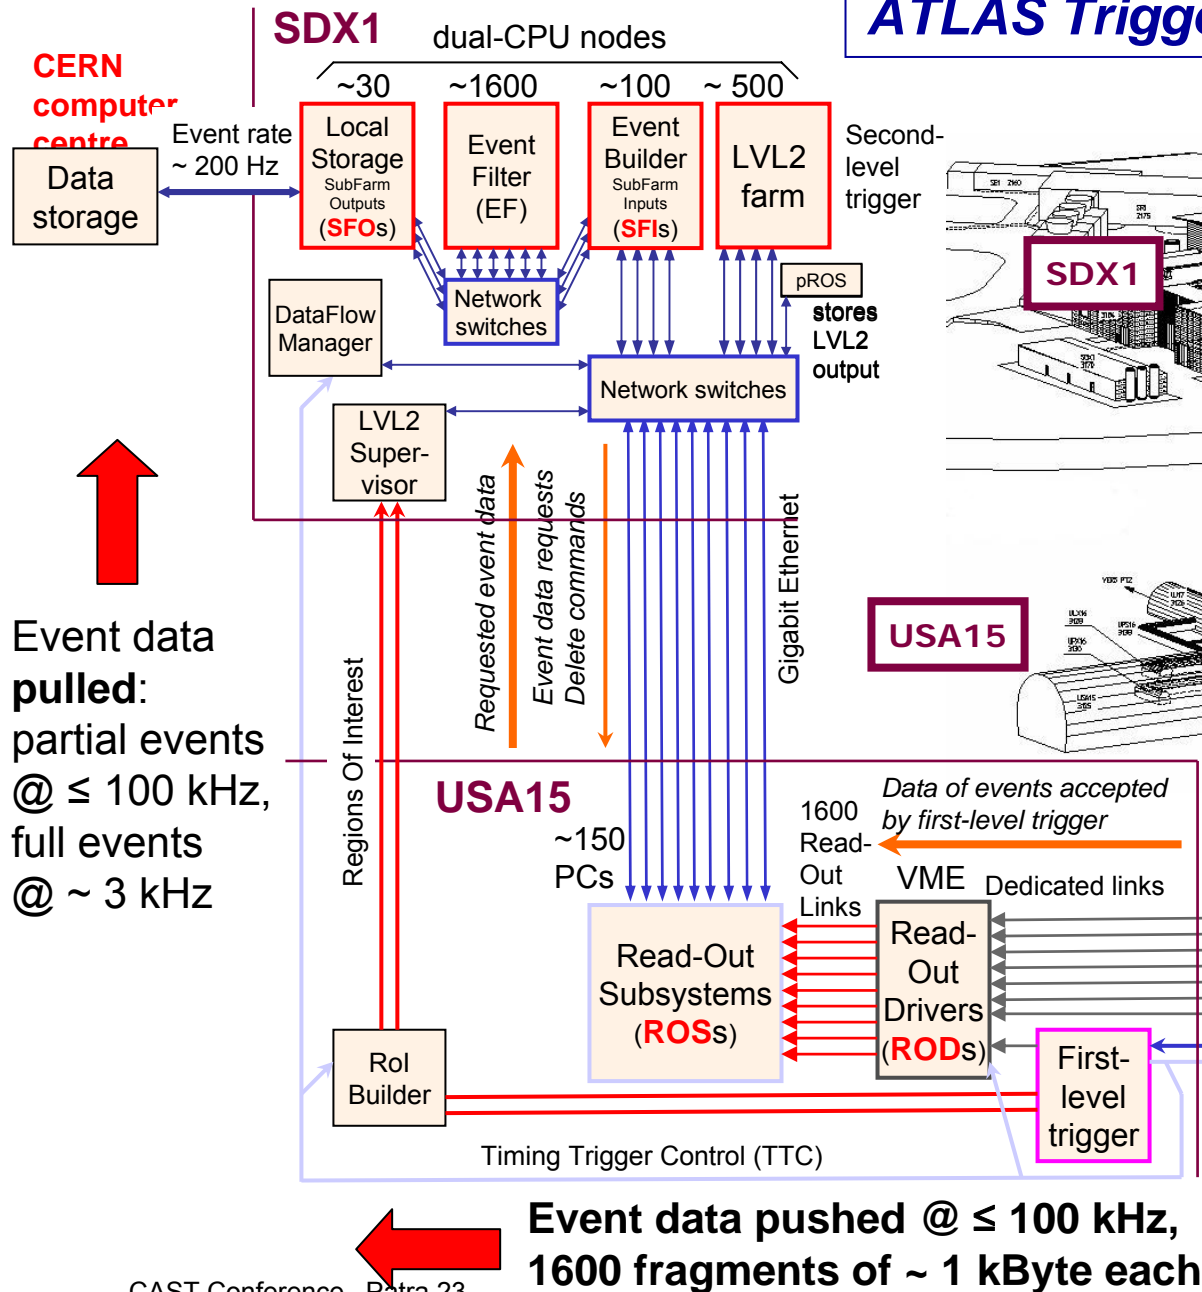 SDX1
ATLAS Trigge
dual-CPU nodes
CERN
computer
centre
~30
~1600
~100
~ 500
Event rate
~ 200 Hz
Data
storage
Local
Storage
SubFarm
Outputs
(SFOs)
Event
Filter
(EF)
Event
Builder
SubFarm
Inputs
(SFIs)
LVL2
farm
Second-
level
trigger
pROS
stores
LVL2
output
Network
switches
DataFlow
Manager
Network switches
LVL2
Super-
visor
SDX1
USA15
Requested event data
Event data requests
Delete commands
Gigabit Ethernet
Regions Of Interest
Event data
pulled:
partial events
@ ≤ 100 kHz,
full events
@ ~ 3 kHz
USA15
~150
PCs
1600
Read-
Out
Links
Data of events accepted
by first-level trigger
VME
Dedicated links
Read-Out
Subsystems
(ROSs)
Read-
Out
Drivers
(RODs)
First-
level
trigger
RoI
Builder
Timing Trigger Control (TTC)
Event data pushed @ ≤ 100 kHz,
1600 fragments of ~ 1 kByte each
CAST Conference Patra 23